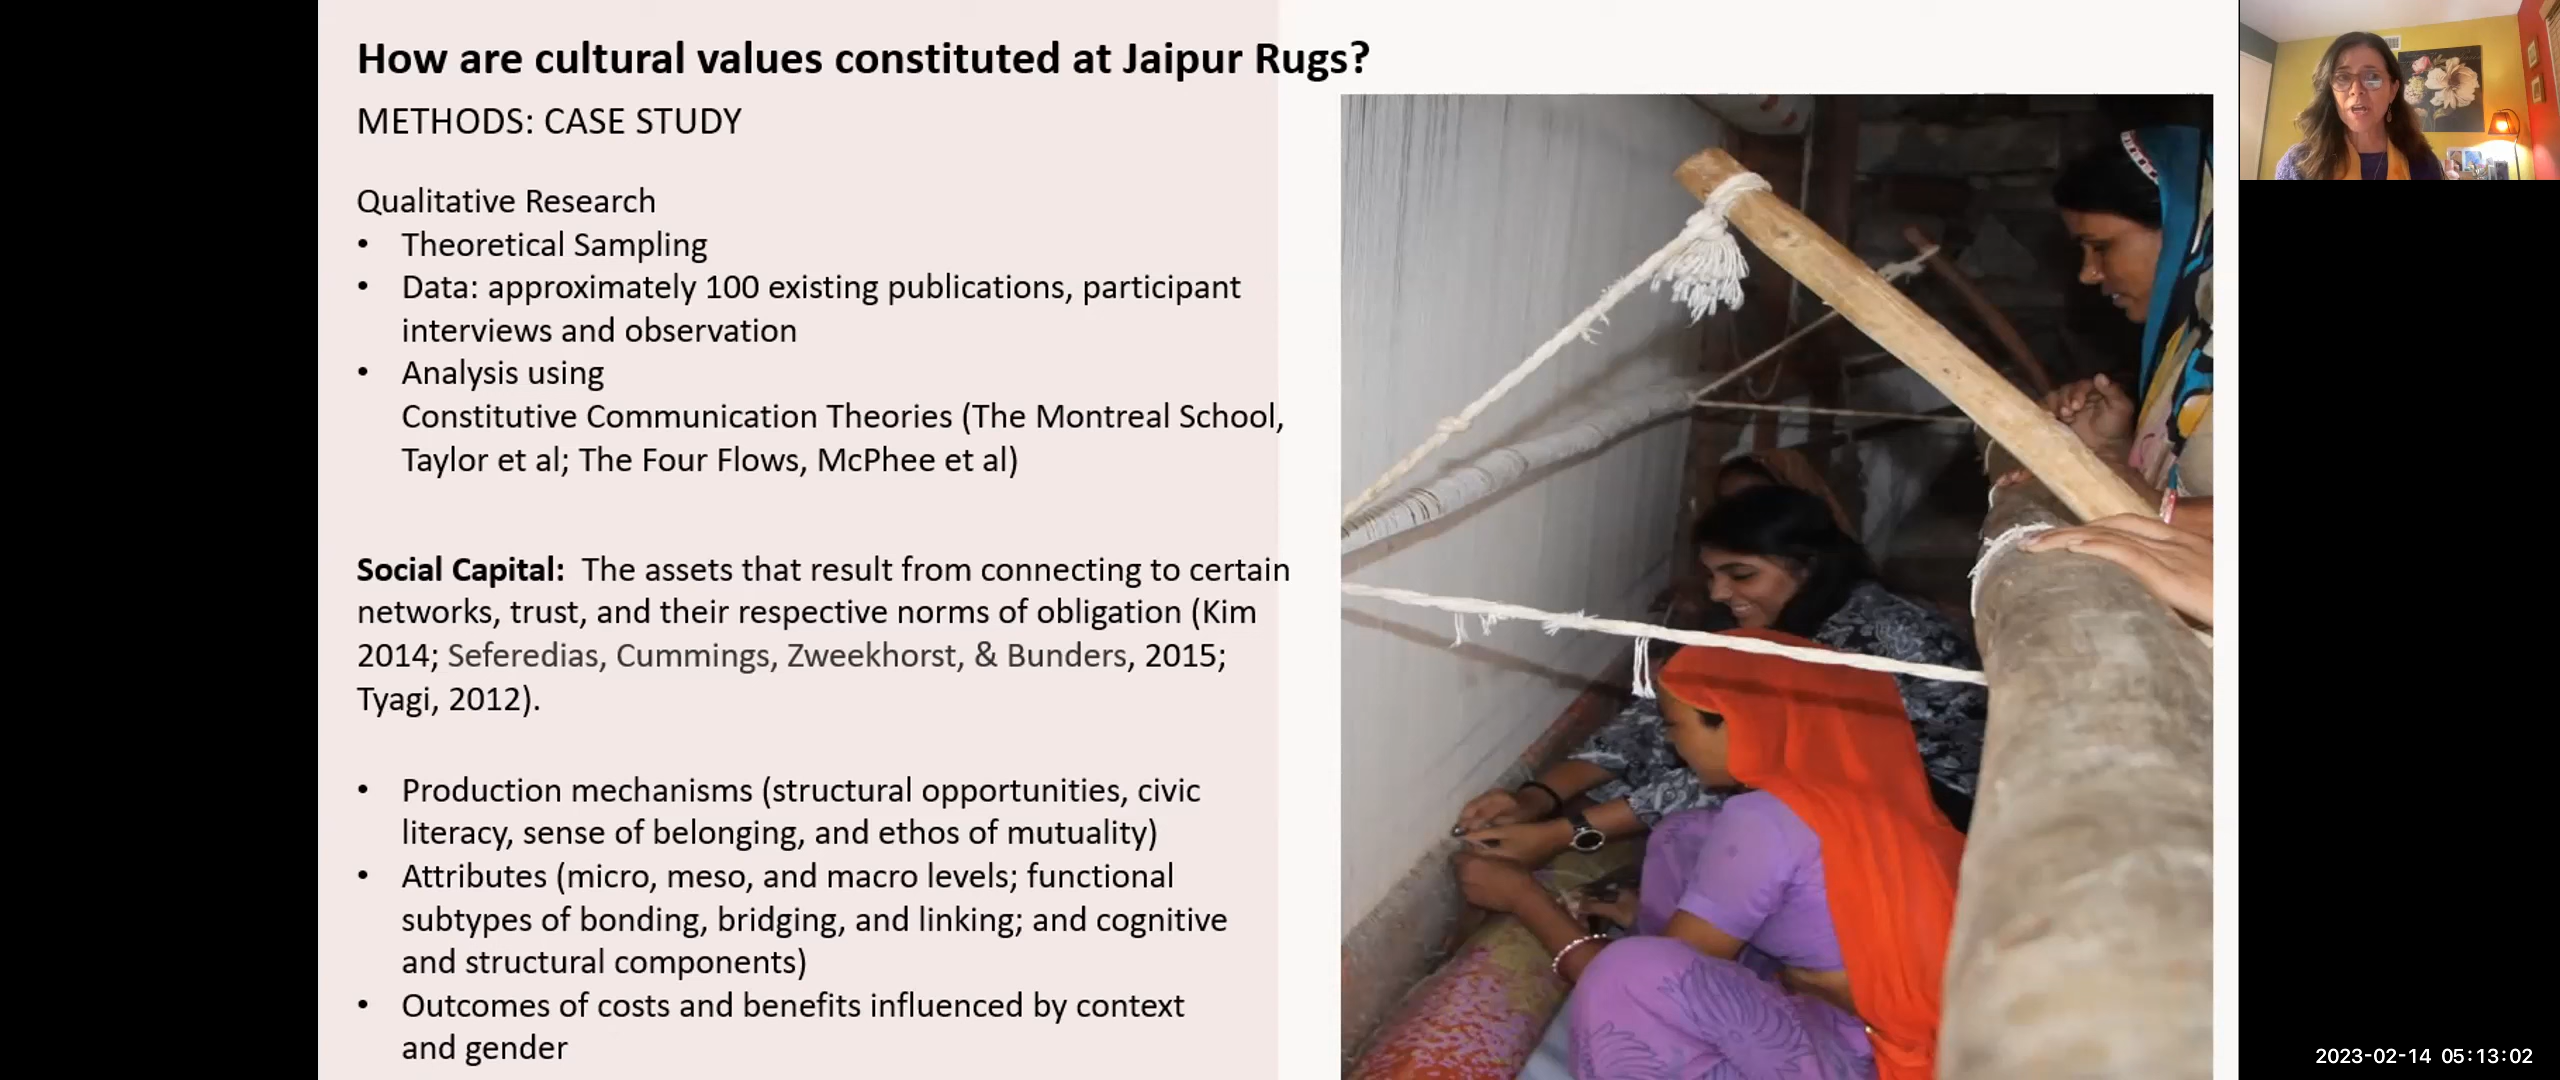 How are cultural values constituted at Jaipur Rugs?
METHODS: CASE STUDY
Qualitative Research
• Theoretical Sampling
• Data: approximately 100 existing publications, participant
interviews and observation
• Analysis using
Constitutive Communication Theories (The Montreal School,
Taylor et al; The Four Flows, McPhee et al)
Social Capital: The assets that result from connecting to certain
networks, trust, and their respective norms of obligation (Kim
2014; Seferedias, Cummings, Zweekhorst, & Bunders, 2015;
Tyagi, 2012).
• Production mechanisms (structural opportunities, civic
literacy, sense of belonging, and ethos of mutuality)
• Attributes (micro, meso, and macro levels; functional
subtypes of bonding, bridging, and linking; and cognitive
and structural components)
• Outcomes of costs and benefits influenced by context
and gender
2023-02-14 05:13:02